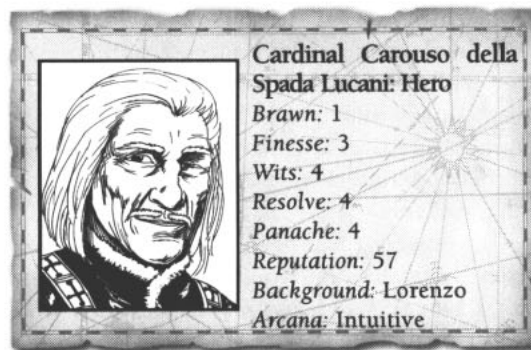 Cardinal Carouso della
Spada Lucani: Hero
Brawn: 1
Finesse: 3
Wits: 4
Resolve: 4
Panache: 4
Reputation: 57
Background: Lorenzo
Arcana: Intuitive